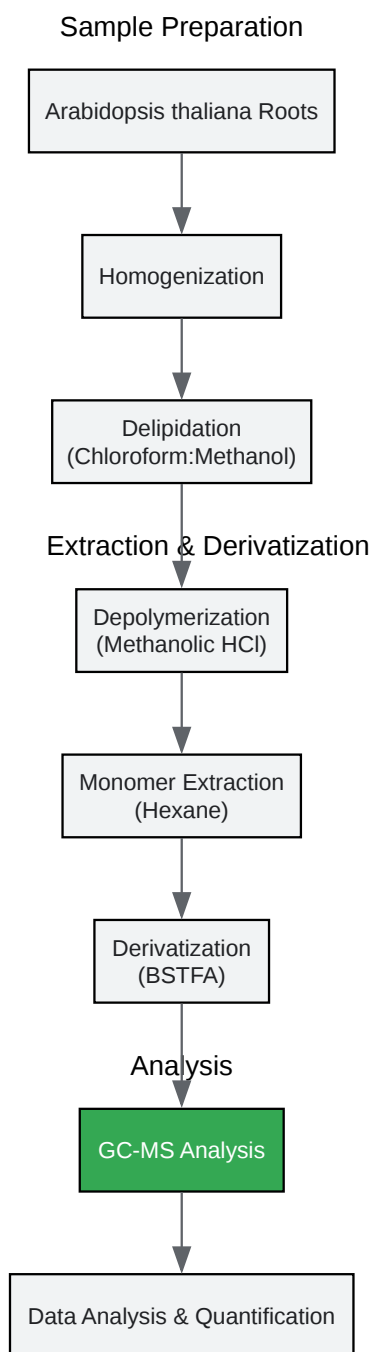 Sample Preparation
Arabidopsis thaliana Roots
Homogenization
Delipidation
(Chloroform:Methanol)
Extraction & Derivatization
Depolymerization
(Methanolic HCl)
Monomer Extraction
(Hexane)
Derivatization
(BSTFA)
Analysis
GC-MS Analysis
Data Analysis & Quantification